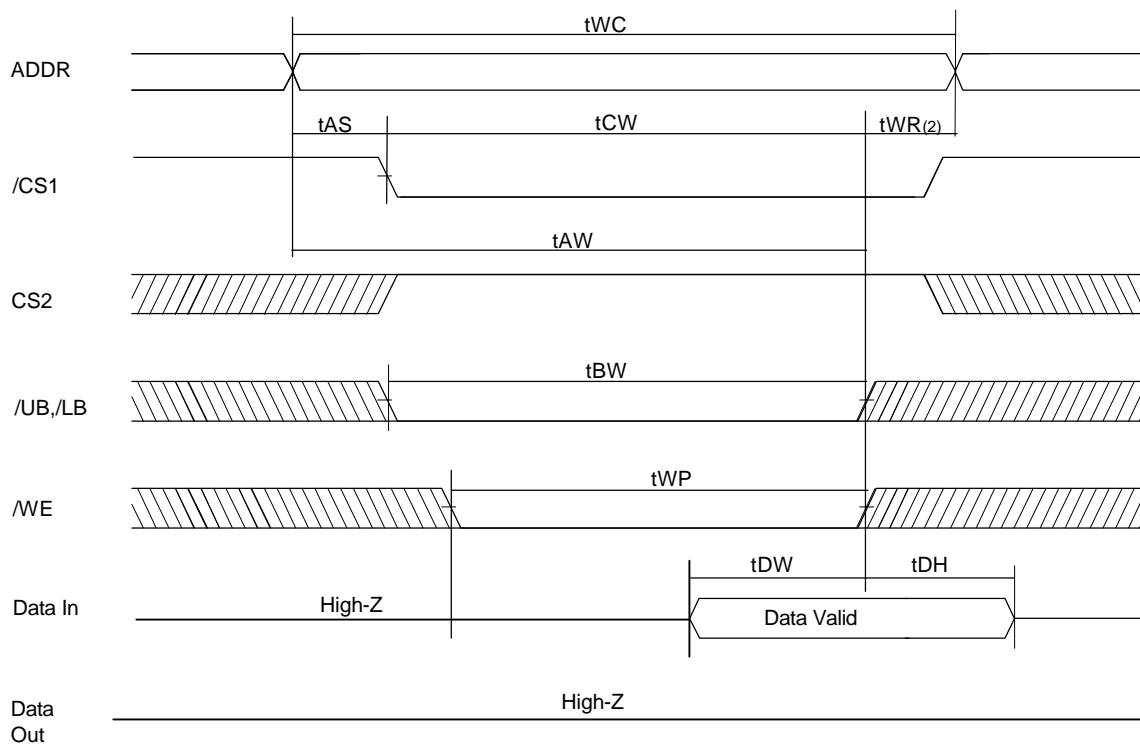 tWC
ADDR
tAS tCW tWR(2)
/CS1
tAW
CS2
tBW
/UB,/LB
tWP
/WE
tDW tDH
Data In High-Z Data Valid
High-Z
Data
Out